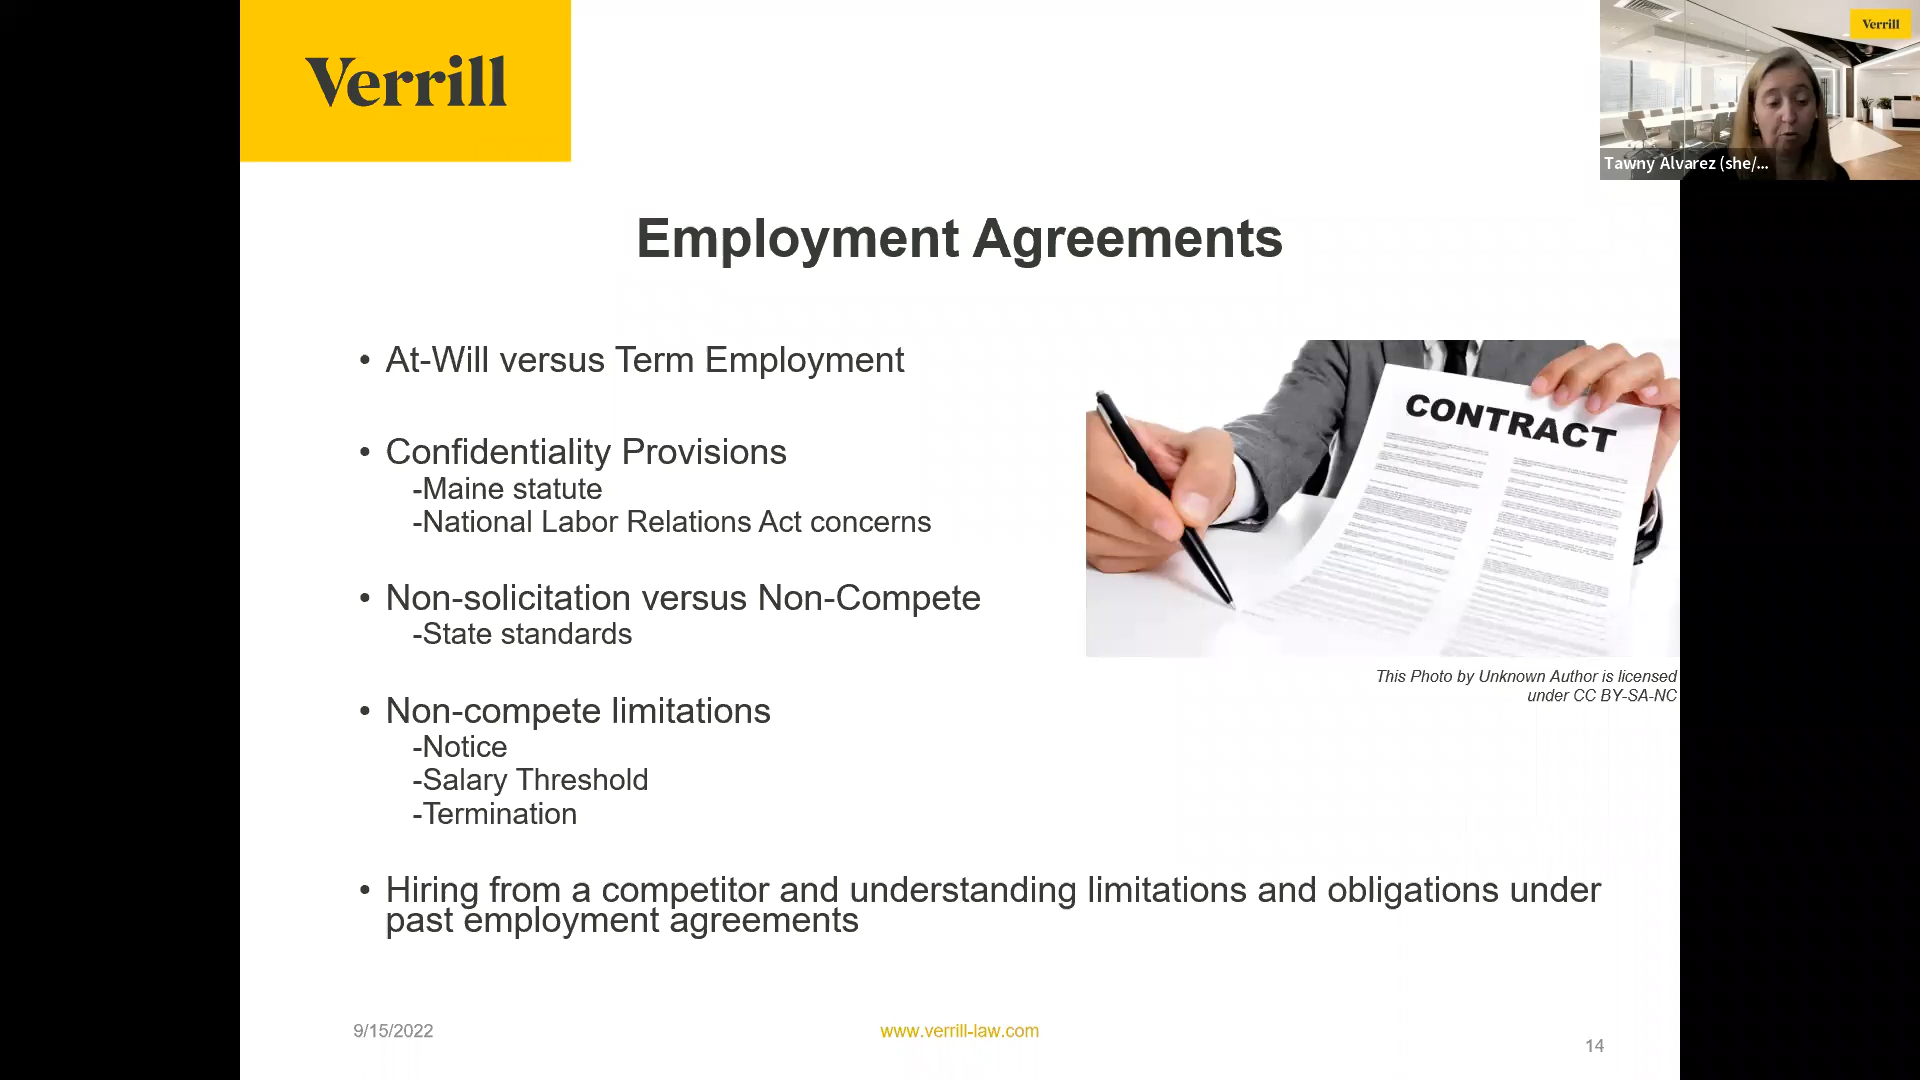 Verrill
Verrill
Tawny Alvarez (she/...
Employment Agreements
• At-Will versus Term Employment
• Confidentiality Provisions
-Maine statute
-National Labor Relations Act concerns
• Non-solicitation versus Non-Compete
-State standards
• Non-compete limitations
-Notice
-Salary Threshold
-Termination
• Hiring from a competitor and understanding limitations and obligations under
past employment agreements
CONTRACT
This Photo by Unknown Author is licensed
under CC BY-SA-NC
9/15/2022
www.verrill-law.com
14